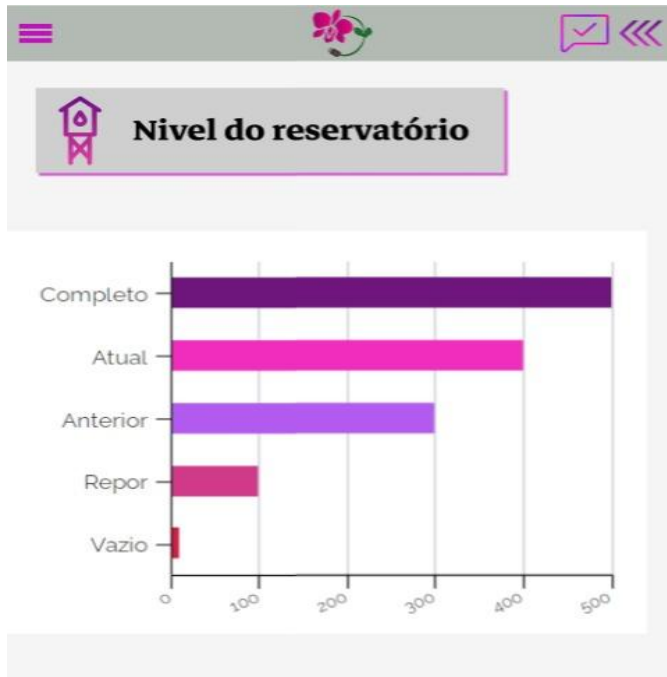 Nivel do reservatório
Completo
Atual
Anterior
Repor
Vazio
0
100
200
300
400
500